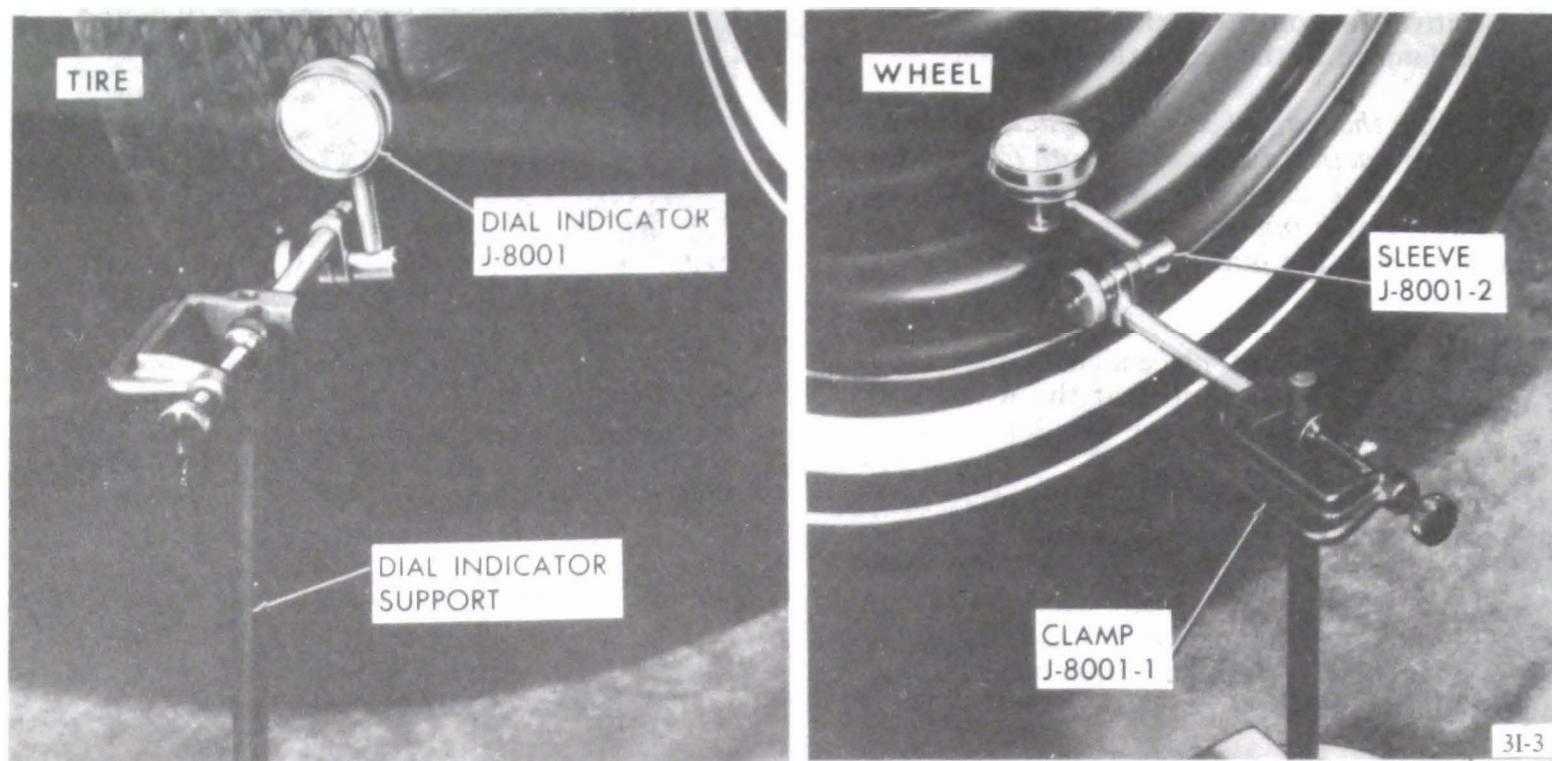 TIRE
DIAL INDICATOR
J-8001
DIAL INDICATOR
SUPPORT
WHEEL
SLEEVE
J-8001-2
CLAMP
J-8001-1
3I-3